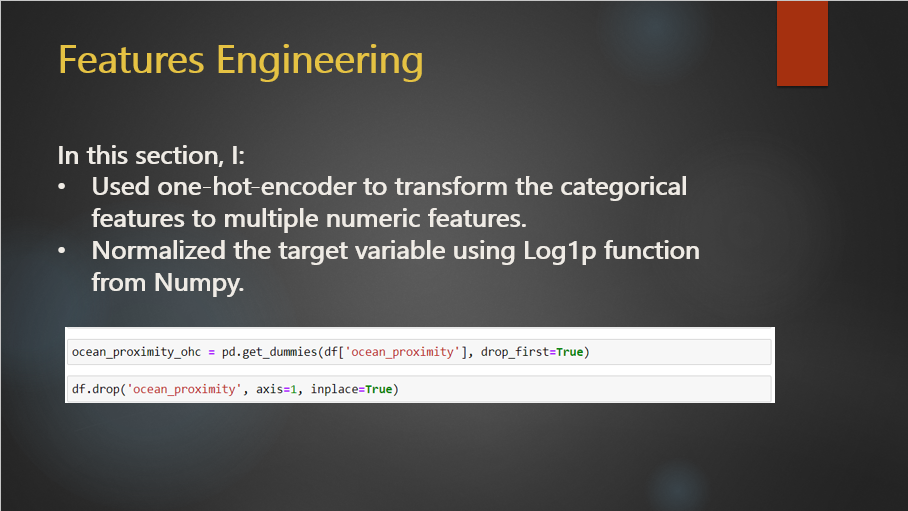 Features Engineering
In this section, I:
• Used one-hot-encoder to transform the categorical
features to multiple numeric features.
• Normalized the target variable using Log1p function
from Numpy.
ocean_proximity_ohc = pd.get_dummies(df['ocean_proximity'], drop_first=True)
df.drop('ocean_proximity', axis=1, inplace=True)